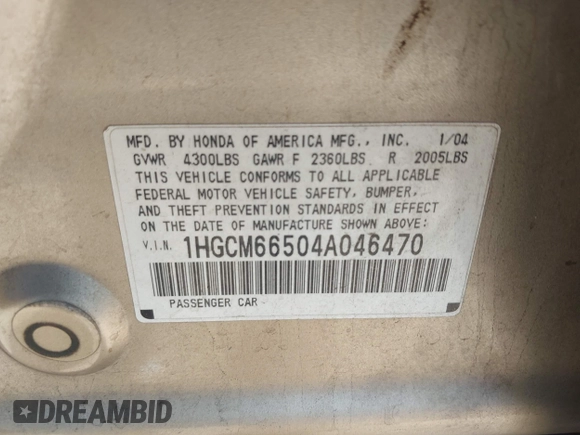 MFD. BY HONDA OF AMERICA MFG., INC. 1/04
GVWR 4300LBS GAWR F 2360LBS R 2005LBS
THIS VEHICLE CONFORMS TO ALL APPLICABLE
FEDERAL MOTOR VEHICLE SAFETY, BUMPER,
AND THEFT PREVENTION STANDARDS IN EFFECT
ON THE DATE OF MANUFACTURE SHOWN ABOVE.
V.I.N. 1HGCM66504A046470
PASSENGER CAR
DREAMBID